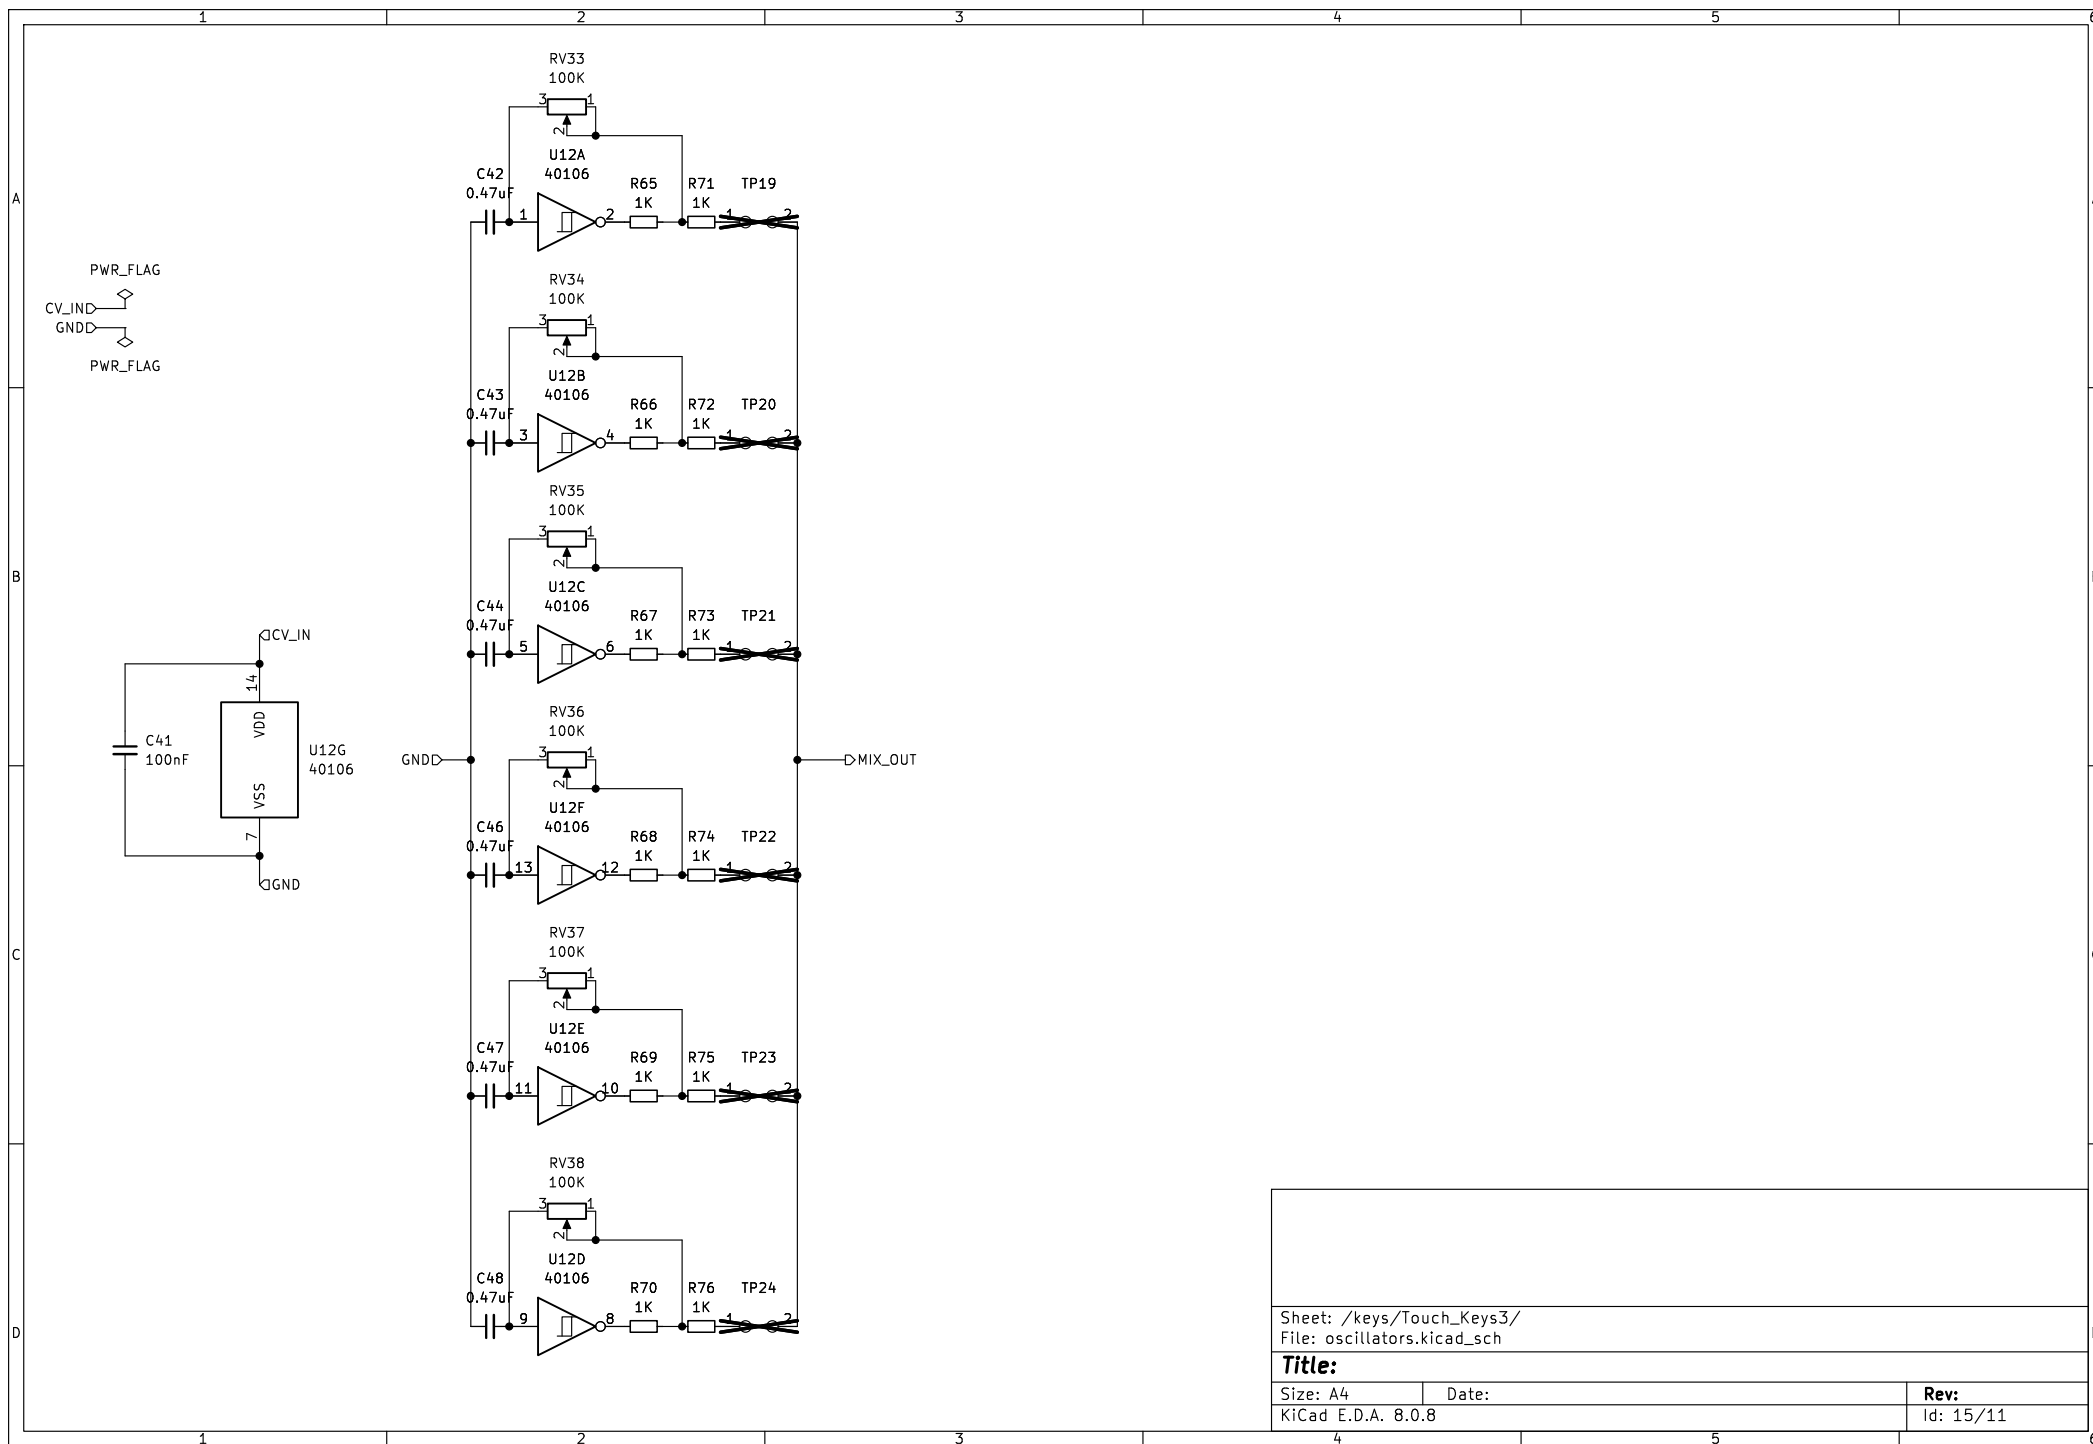 1 2 3 4 5 6
A
B
C
D
PWR_FLAG
CV_IN
GND
PWR_FLAG
CV_IN
14
VDD
C41
100nF
U12G
40106
VSS
7
GND
GND
RV33
100K
3 1
2
U12A
40106
C42
0.47uF
1 2
R65
1K
R71
1K
TP19
1 2
RV34
100K
3 1
2
U12B
40106
C43
0.47uF
3 4
R66
1K
R72
1K
TP20
1 2
RV35
100K
3 1
2
U12C
40106
C44
0.47uF
5 6
R67
1K
R73
1K
TP21
1 2
MIX_OUT
RV36
100K
3 1
2
U12F
40106
C46
0.47uF
13 12
R68
1K
R74
1K
TP22
1 2
RV37
100K
3 1
2
U12E
40106
C47
0.47uF
11 10
R69
1K
R75
1K
TP23
1 2
RV38
100K
3 1
2
U12D
40106
C48
0.47uF
9 8
R70
1K
R76
1K
TP24
1 2
Sheet: /keys/Touch_Keys3/
File: oscillators.kicad_sch
Title:
Size: A4 Date: Rev:
KiCad E.D.A. 8.0.8 Id: 15/11
1 2 3 4 5 6